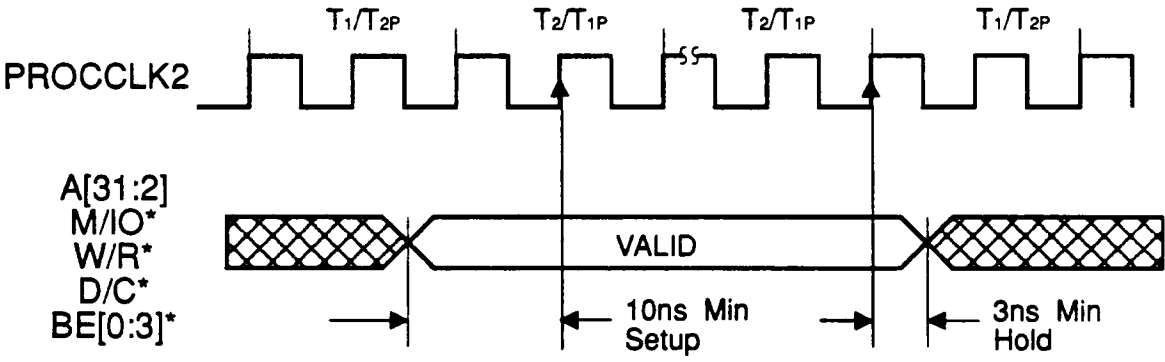 T1/T2P T2/T1P T2/T1P T1/T2P
PROCCLK2
A[31:2]
M/IO*
W/R*
D/C*
BE[0:3]*
VALID
10ns Min
Setup
3ns Min
Hold